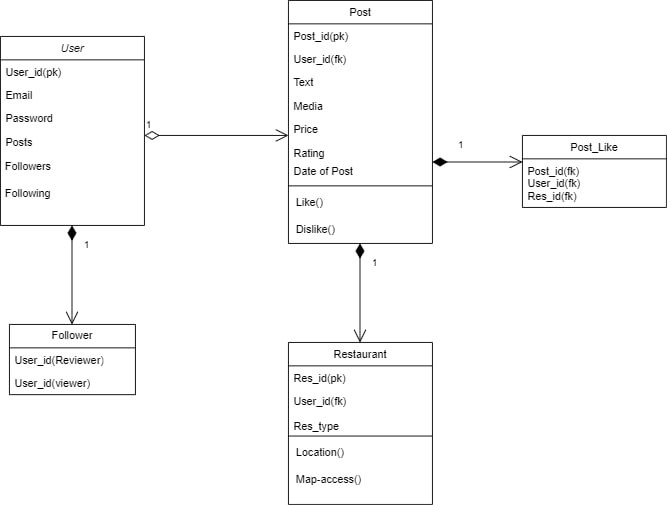 User
User_id(pk)
Email
Password
Posts
Followers
Following
1
1
Post
Post_id(pk)
User_id(fk)
Text
Media
Price
Rating
Date of Post
Like()
Dislike()
1
1
Post_Like
Post_id(fk)
User_id(fk)
Res_id(fk)
Follower
User_id(Reviewer)
User_id(viewer)
Restaurant
Res_id(pk)
User_id(fk)
Res_type
Location()
Map-access()